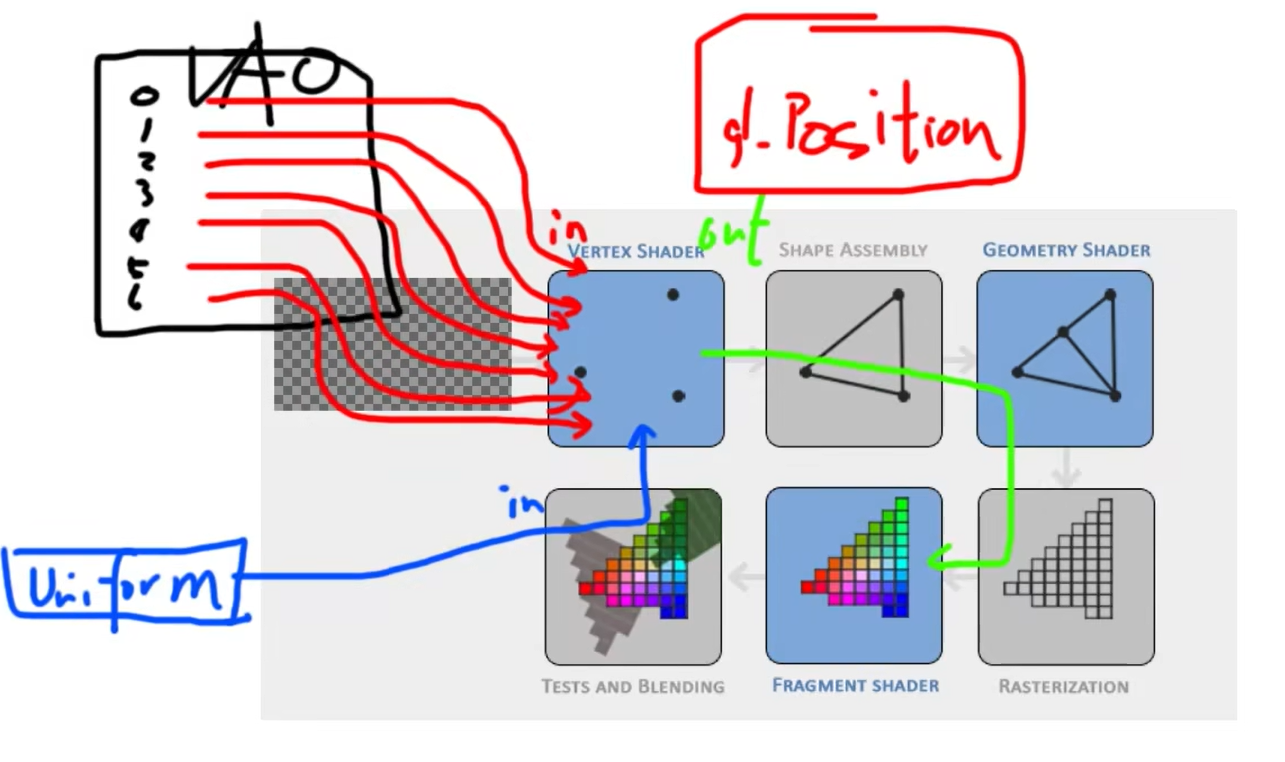 VAO
0
1
2
3
4
5
6
gl_Position
in
out
VERTEX SHADER
SHAPE ASSEMBLY
GEOMETRY SHADER
in
Uniform
TESTS AND BLENDING
FRAGMENT SHADER
RASTERIZATION